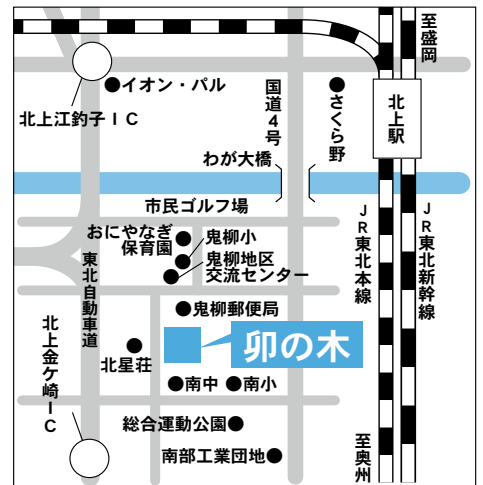 至盛岡
イオン・パル
国道4号
さくら野
北上駅
北上江釣子IC
わが大橋
市民ゴルフ場
おにやなぎ
保育園
鬼柳小
鬼柳地区
交流センター
JR東北本線
JR東北新幹線
東北自動車道
鬼柳郵便局
北上金ケ崎IC
北星荘
卯の木
南中
南小
総合運動公園
南部工業団地
至奥州